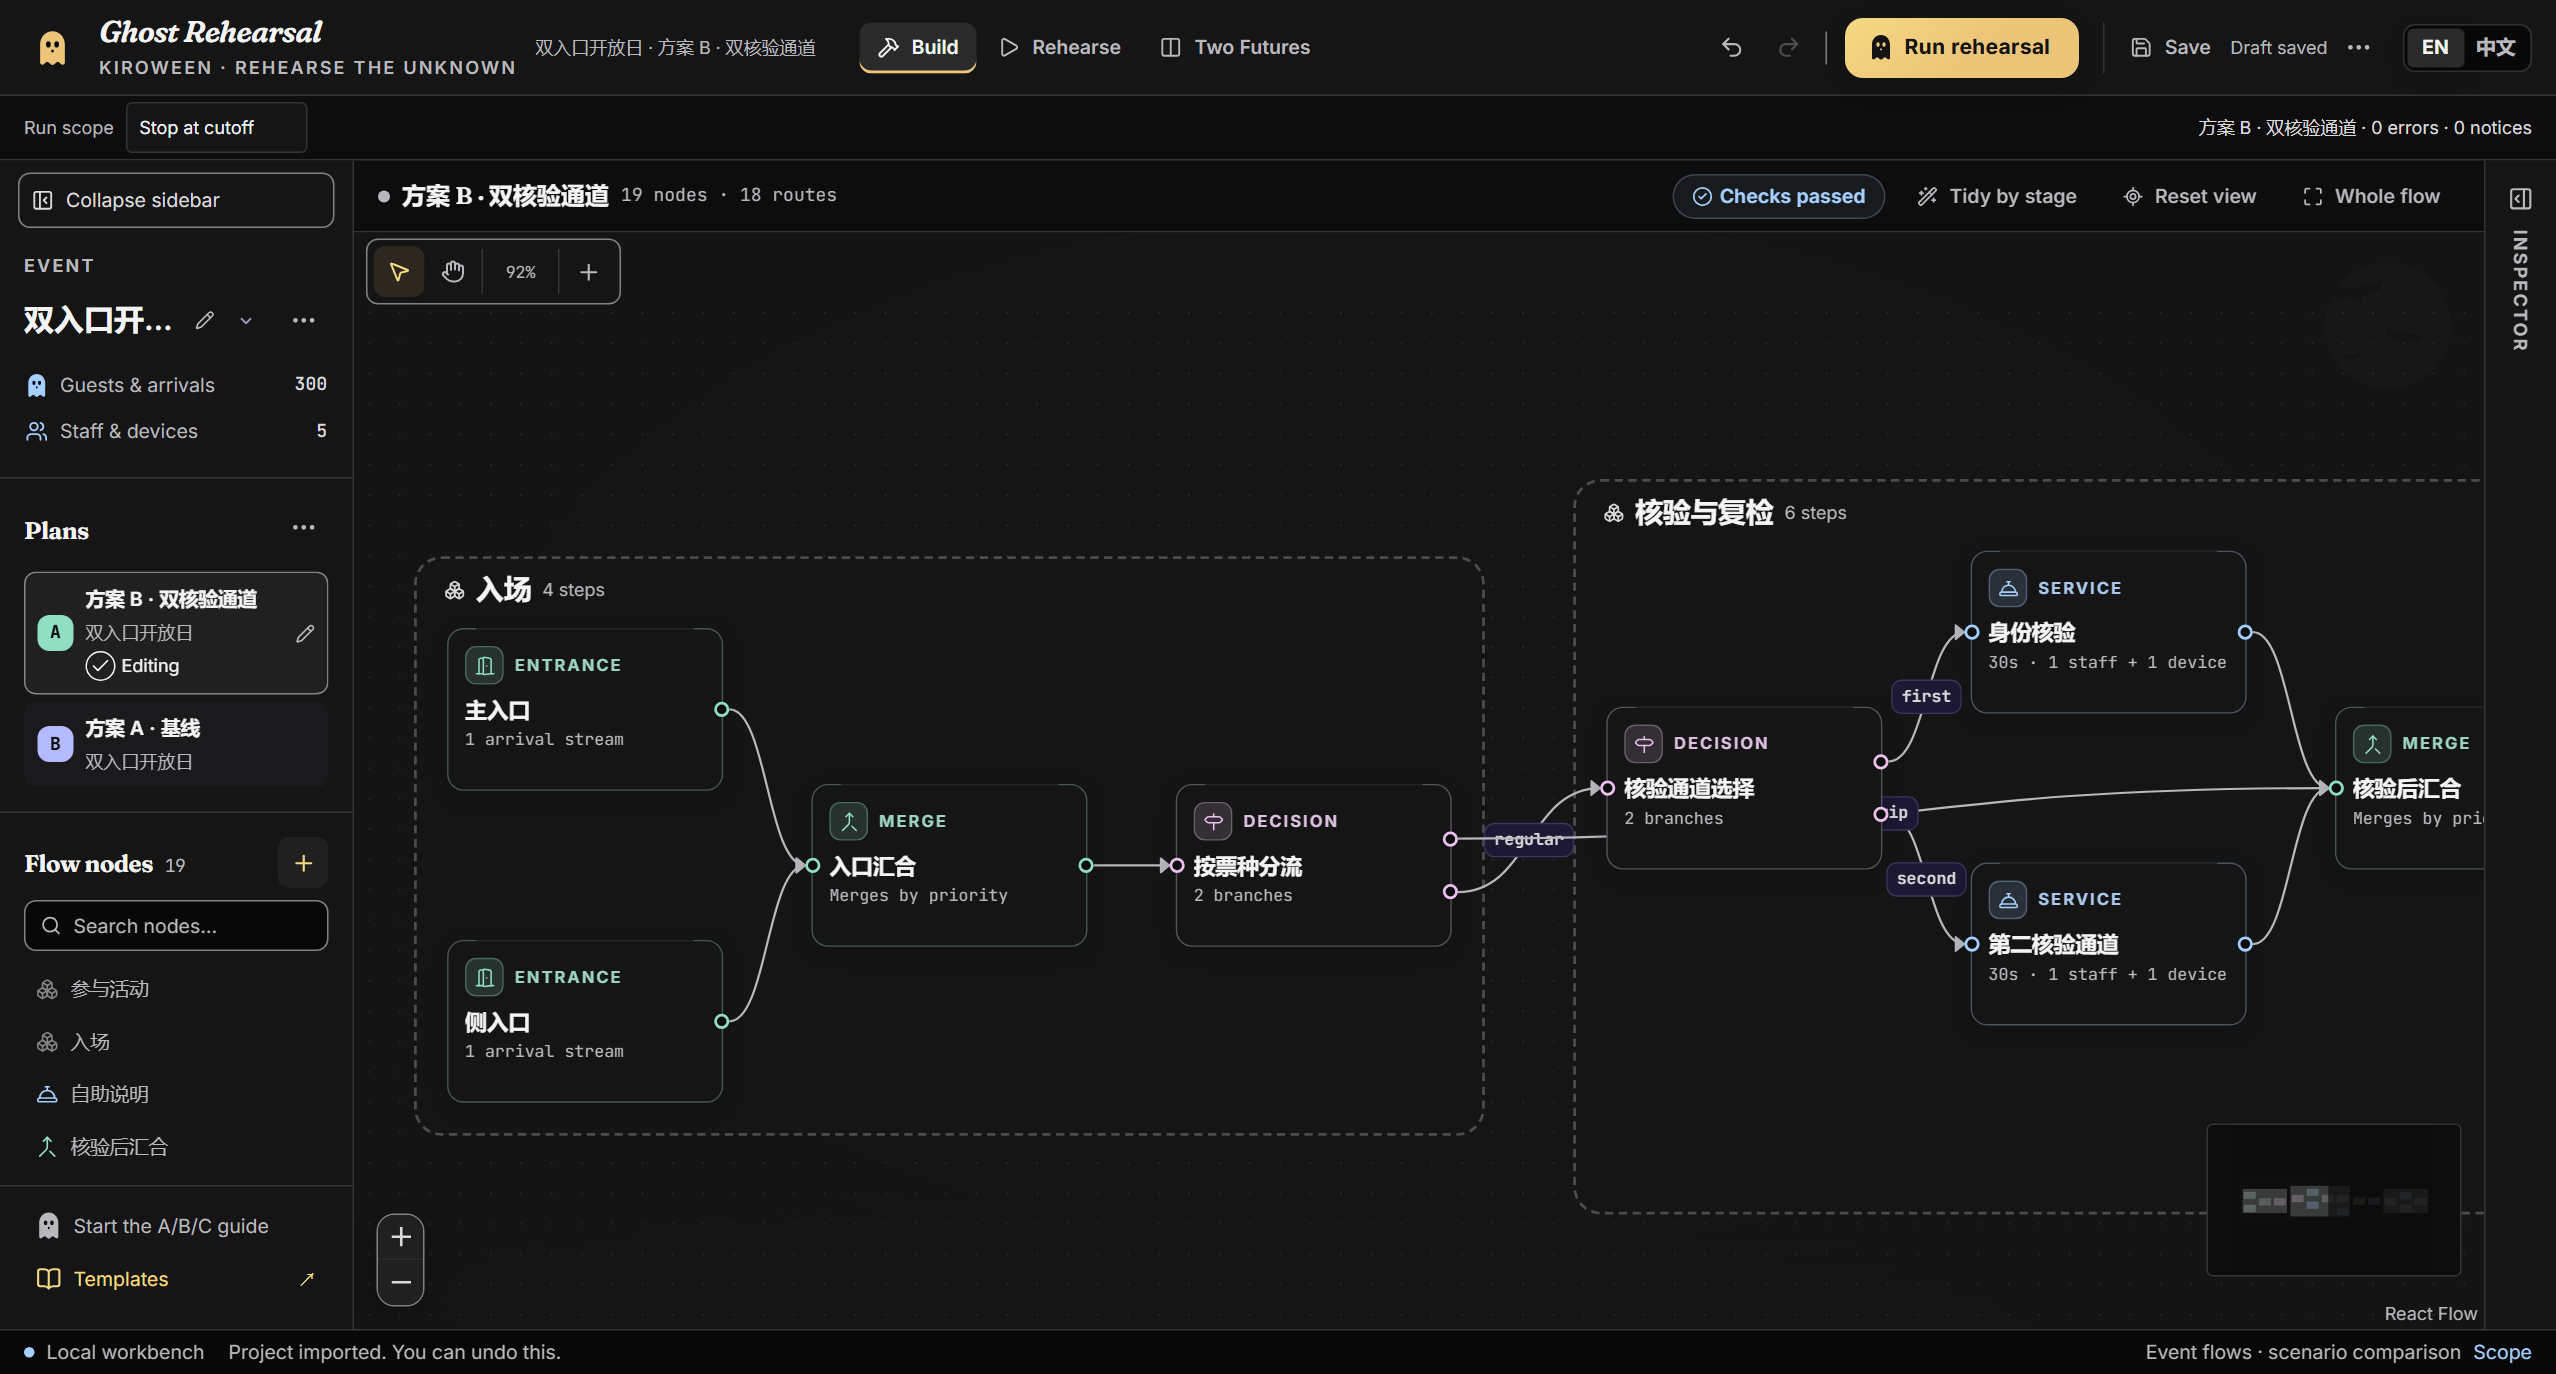 Ghost Rehearsal
KIROWEEN · REHEARSE THE UNKNOWN
双入口开放日 · 方案 B · 双核验通道
Build
Rehearse
Two Futures
Run rehearsal
Save
Draft saved
EN
中文
Run scope
Stop at cutoff
方案 B · 双核验通道 · 0 errors · 0 notices
Collapse sidebar
EVENT
双入口开...
Guests & arrivals 300
Staff & devices 5
Plans
A
方案 B · 双核验通道
双入口开放日
Editing
B
方案 A · 基线
双入口开放日
Flow nodes 19
Search nodes...
参与活动
入场
自助说明
核验后汇合
Start the A/B/C guide
Templates
方案 B · 双核验通道 19 nodes · 18 routes
Checks passed
Tidy by stage
Reset view
Whole flow
INSPECTOR
92%
入场 4 steps
ENTRANCE
主入口
1 arrival stream
ENTRANCE
侧入口
1 arrival stream
MERGE
入口汇合
Merges by priority
DECISION
按票种分流
2 branches
regular
核验与复检 6 steps
DECISION
核验通道选择
2 branches
first
second
SERVICE
身份核验
30s · 1 staff + 1 device
SERVICE
第二核验通道
30s · 1 staff + 1 device
MERGE
核验后汇合
Merges by
React Flow
Local workbench
Project imported. You can undo this.
Event flows · scenario comparison
Scope